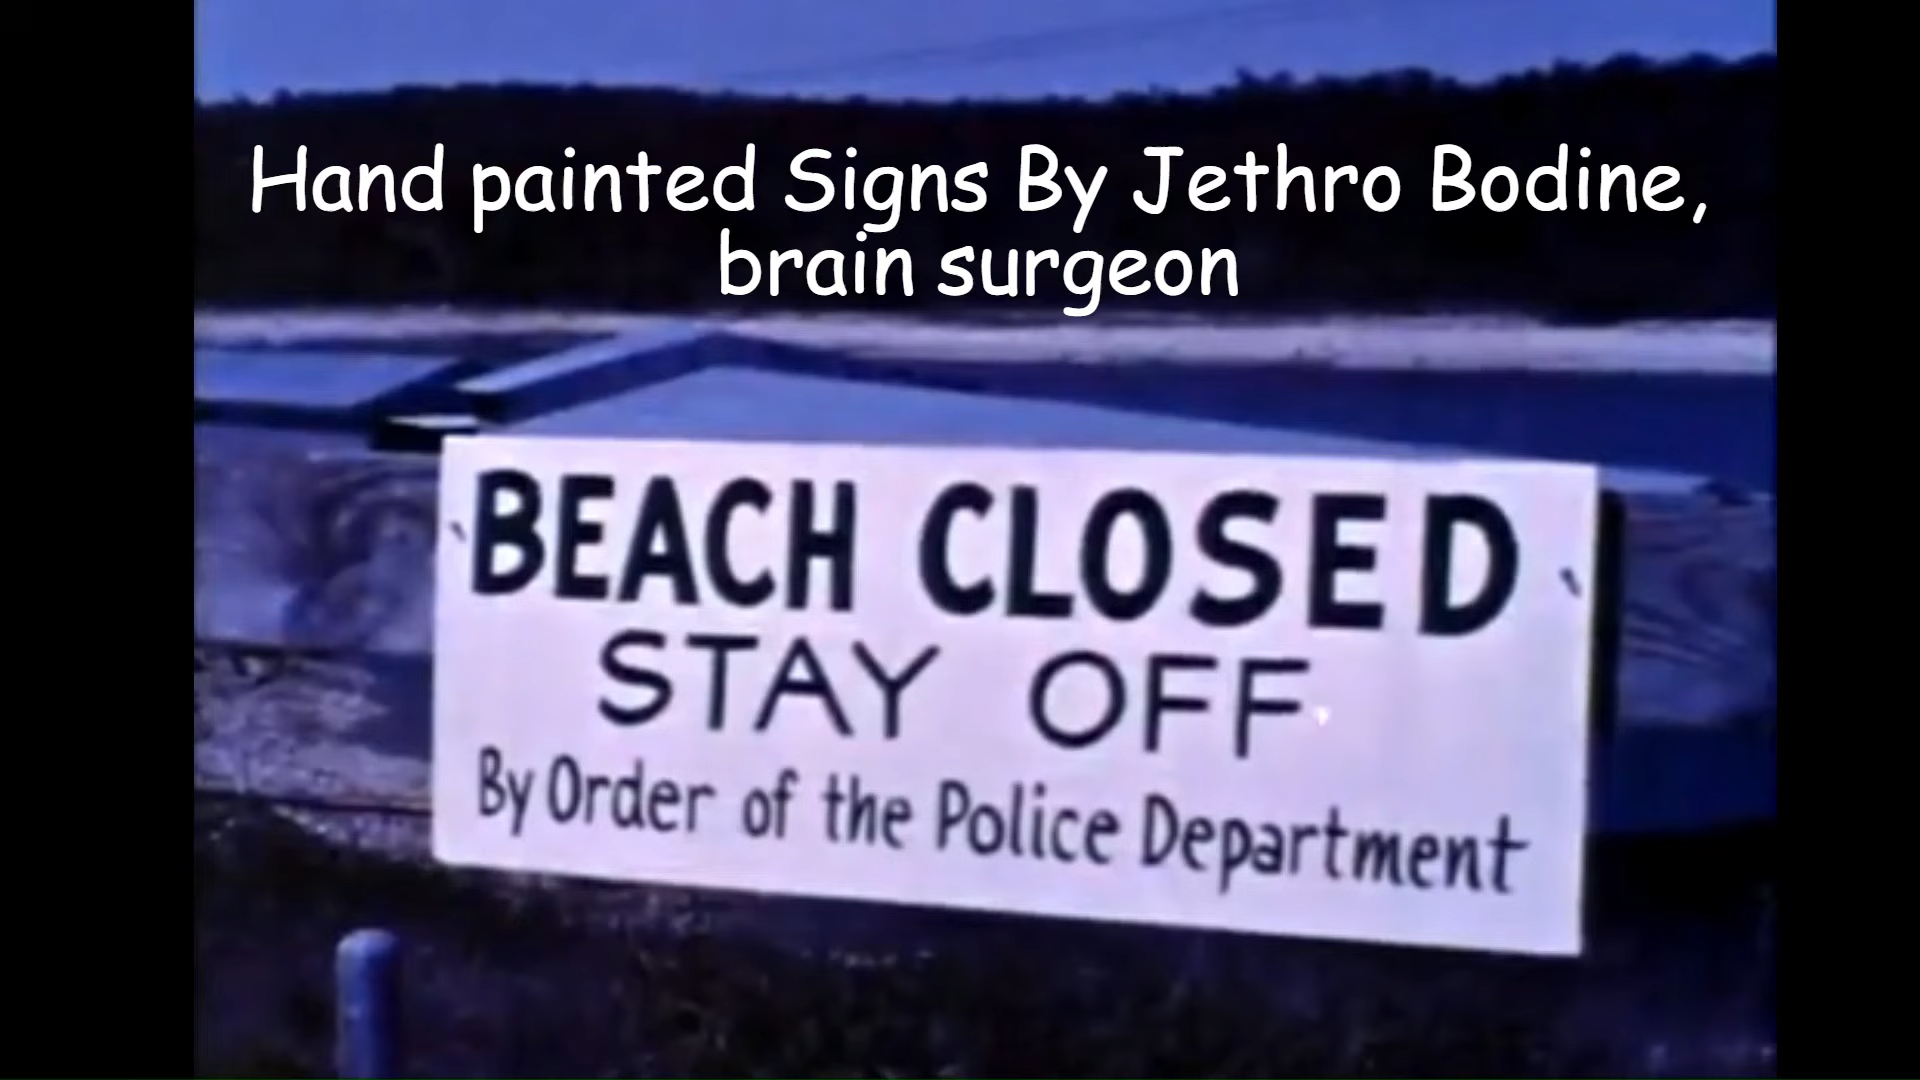 Hand painted Signs By Jethro Bodine,
brain surgeon
BEACH CLOSED
STAY OFF
By Order of the Police Department